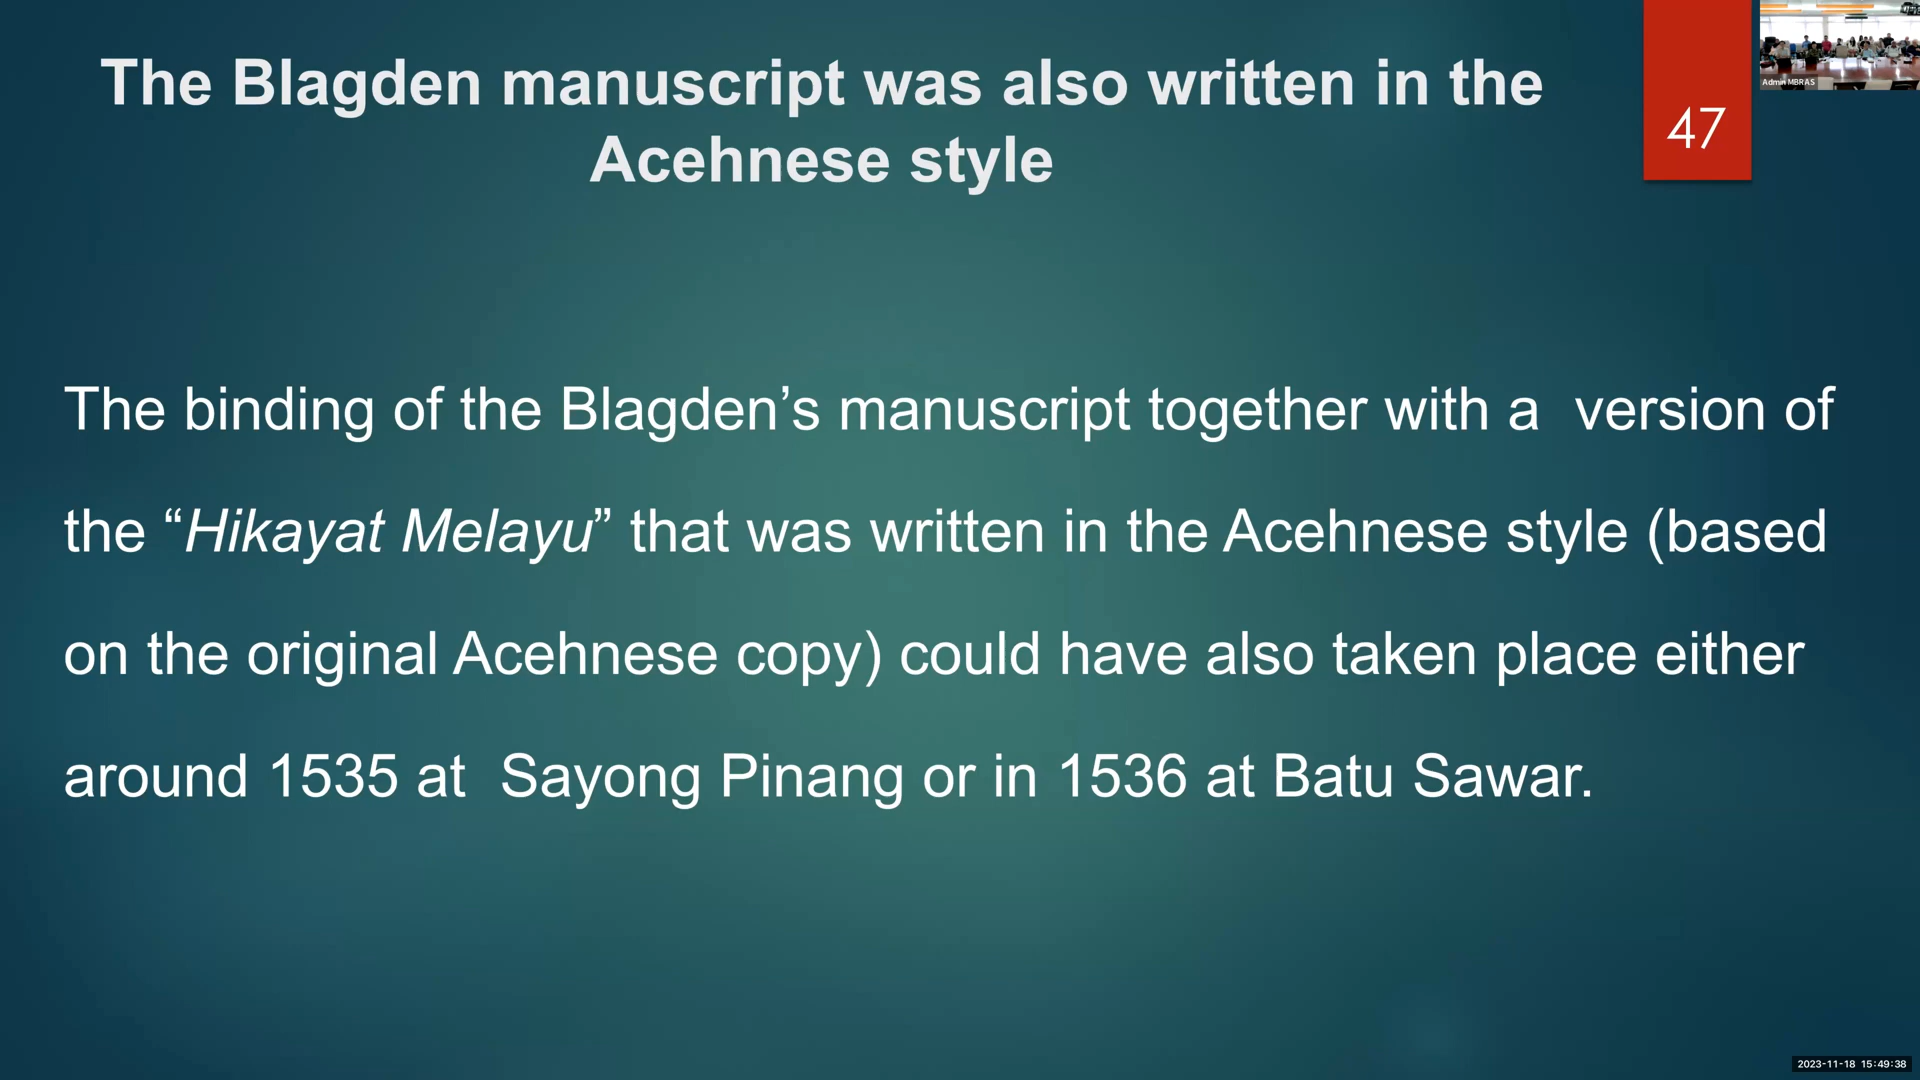 The Blagden manuscript was also written in the
Acehnese style
47
Admin MBRAS
The binding of the Blagden’s manuscript together with a  version of
the “Hikayat Melayu” that was written in the Acehnese style (based
on the original Acehnese copy) could have also taken place either
around 1535 at  Sayong Pinang or in 1536 at Batu Sawar.
2023-11-18 15:49:38